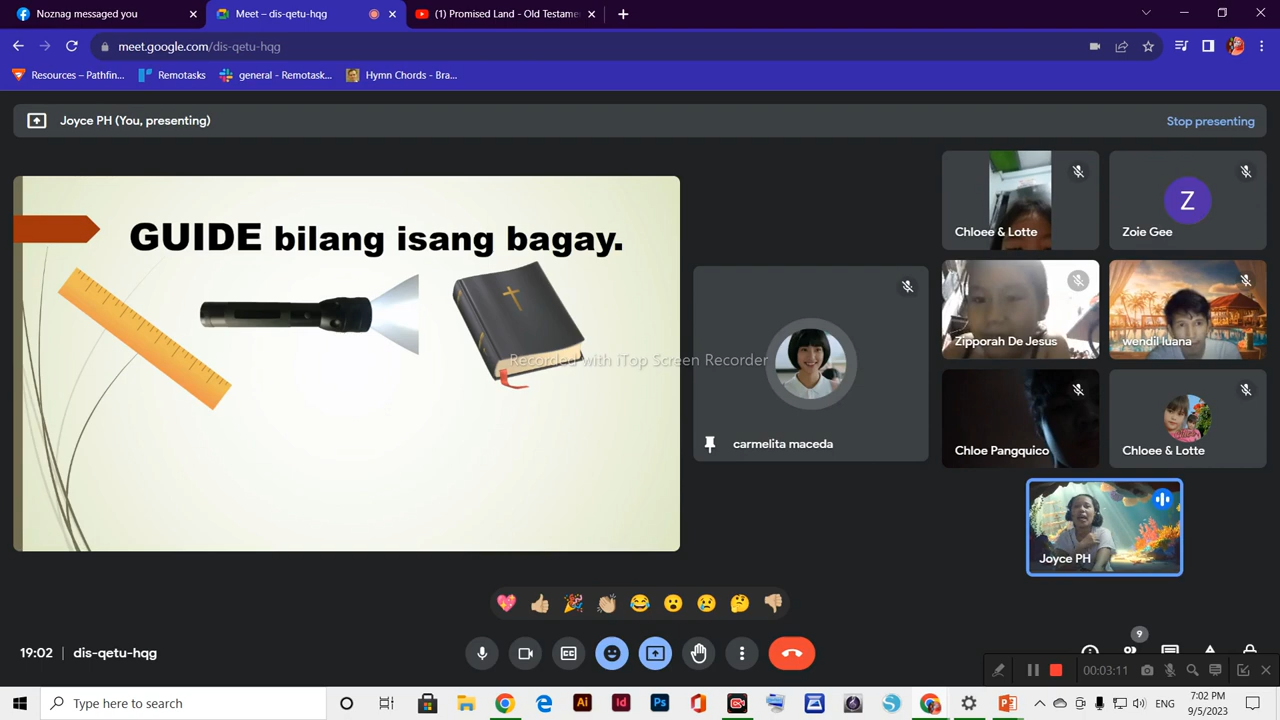 Noznag messaged you
Meet – dis-qetu-hqg
(1) Promised Land - Old Testame
meet.google.com/dis-qetu-hqg
Resources – Pathfin...
Remotasks
general - Remotask...
Hymn Chords - Bra...
Joyce PH (You, presenting)
Stop presenting
GUIDE bilang isang bagay.
Recorded with iTop Screen Recorder
carmelita maceda
Chloee & Lotte
Z
Zoie Gee
Zipporah De Jesus
wendil luana
Chloe Pangquico
Chloee & Lotte
Joyce PH
19:02
dis-qetu-hqg
9
00:03:11
Type here to search
Ai
Id
Ps
ENG
7:02 PM
9/5/2023